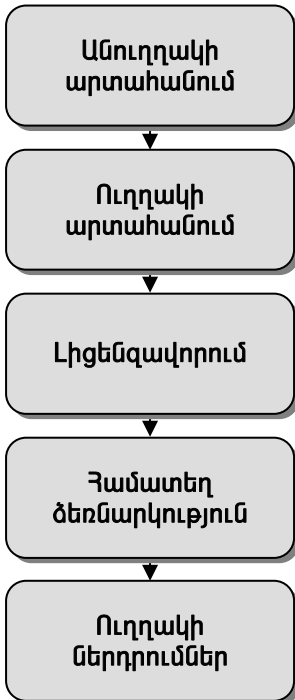 Անուղղակի
արտահանում
Ուղղակի
արտահանում
Լիցենզավորում
Համատեղ
ձեռնարկություն
Ուղղակի
ներդրումներ